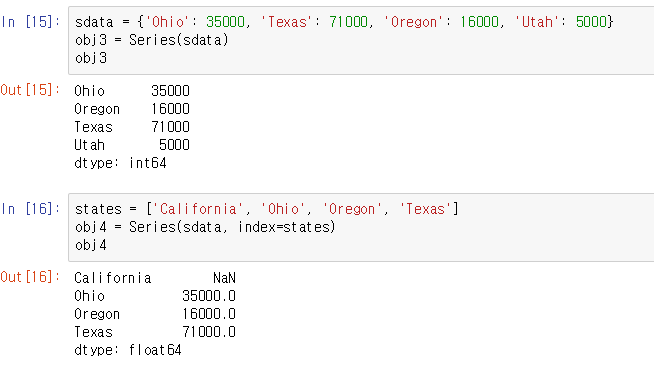 In [15]: sdata = {'Ohio': 35000, 'Texas': 71000, 'Oregon': 16000, 'Utah': 5000}
obj3 = Series(sdata)
obj3
Out[15]: Ohio 35000
Oregon 16000
Texas 71000
Utah 5000
dtype: int64
In [16]: states = ['California', 'Ohio', 'Oregon', 'Texas']
obj4 = Series(sdata, index=states)
obj4
Out[16]: California NaN
Ohio 35000.0
Oregon 16000.0
Texas 71000.0
dtype: float64